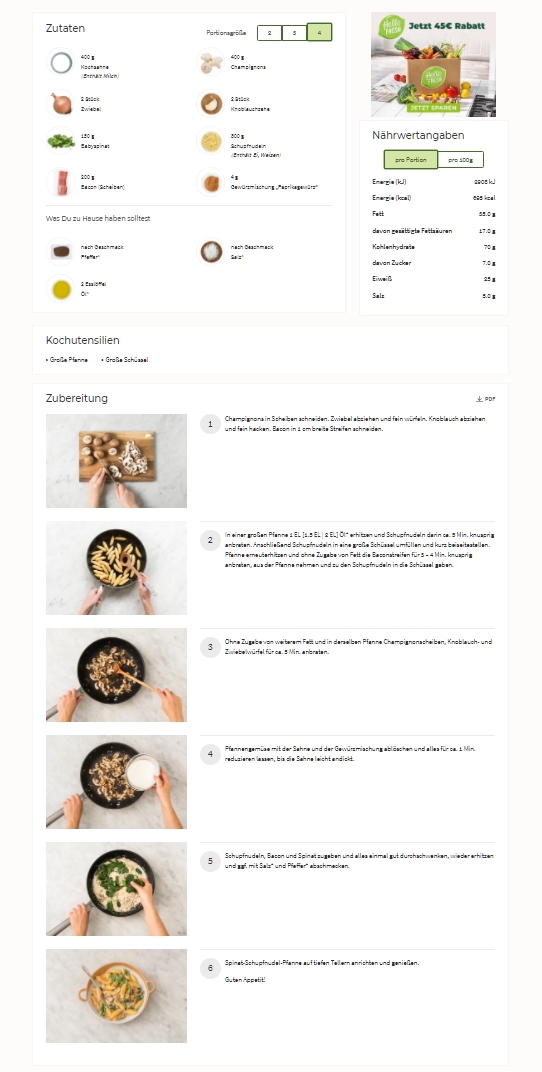 Zutaten
Portionsgröße
2
3
4
400 g
Kochsahne
(Enthält Milch)
400 g
Champignons
2 Stück
Zwiebel
2 Stück
Knoblauchzehe
150 g
Babyspinat
800 g
Schupfnudeln
(Enthält Ei, Weizen)
200 g
Bacon (Scheiben)
4 g
Gewürzmischung „Paprikagewürz“
Was Du zu Hause haben solltest
nach Geschmack
Pfeffer*
nach Geschmack
Salz*
2 Esslöffel
Öl*
Hello FRESH
Jetzt 45€ Rabatt
Hello FRESH
JETZT SPAREN
Nährwertangaben
pro Portion
pro 100g
Energie (kJ)
2908 kJ
Energie (kcal)
695 kcal
Fett
35.0 g
davon gesättigte Fettsäuren
17.0 g
Kohlenhydrate
70 g
davon Zucker
7.0 g
Eiweiß
25 g
Salz
5.0 g
Kochutensilien
• Große Pfanne • Große Schüssel
Zubereitung
PDF
1
Champignons in Scheiben schneiden. Zwiebel abziehen und fein würfeln. Knoblauch abziehen
und fein hacken. Bacon in 1 cm breite Streifen schneiden.
2
In einer großen Pfanne 1 EL [1.5 EL | 2 EL] Öl* erhitzen und Schupfnudeln darin ca. 5 Min. knusprig
anbraten. Anschließend Schupfnudeln in eine große Schüssel umfüllen und kurz beiseitestellen.
Pfanne erneuterhitzen und ohne Zugabe von Fett die Baconstreifen für 3 – 4 Min. knusprig
anbraten, aus der Pfanne nehmen und zu den Schupfnudeln in die Schüssel geben.
3
Ohne Zugabe von weiterem Fett und in derselben Pfanne Champignonscheiben, Knoblauch- und
Zwiebelwürfel für ca. 5 Min. anbraten.
4
Pfannengemüse mit der Sahne und der Gewürzmischung ablöschen und alles für ca. 1 Min.
reduzieren lassen, bis die Sahne leicht andickt.
5
Schupfnudeln, Bacon und Spinat zugeben und alles einmal gut durchschwenken, wieder erhitzen
und ggf. mit Salz* und Pfeffer* abschmecken.
6
Spinat-Schupfnudel-Pfanne auf tiefen Tellern anrichten und genießen.
Guten Appetit!